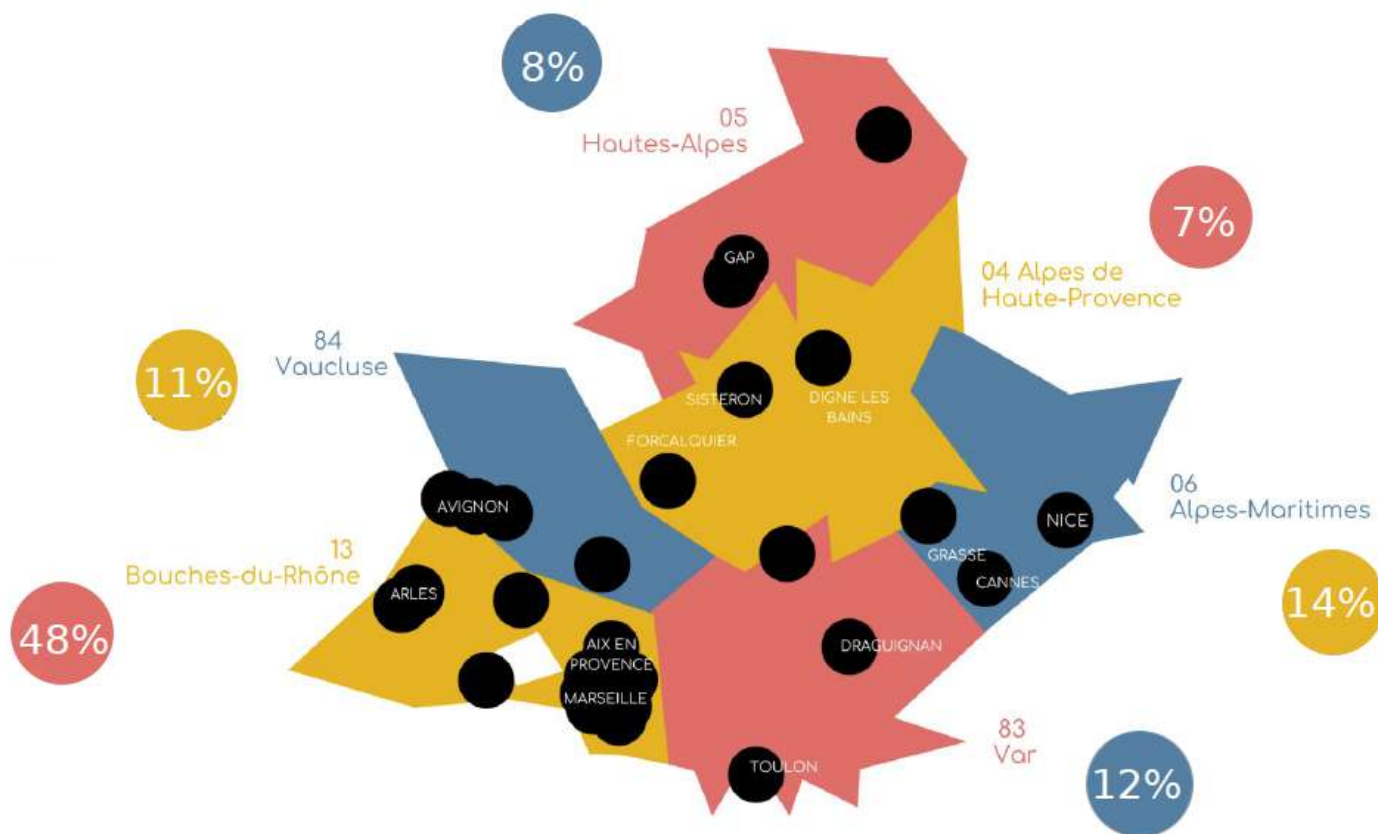 8%
05
Hautes-Alpes
7%
GAP
04 Alpes de
Haute-Provence
84
Vaucluse
11%
SISTERON
DIGNE LES
BAINS
FORCALQUIER
06
Alpes-Maritimes
AVIGNON
NICE
13
Bouches-du-Rhône
GRASSE
CANNES
ARLES
14%
48%
AIX EN
PROVENCE
MARSEILLE
DRAGUIGNAN
83
Var
TOULON
12%